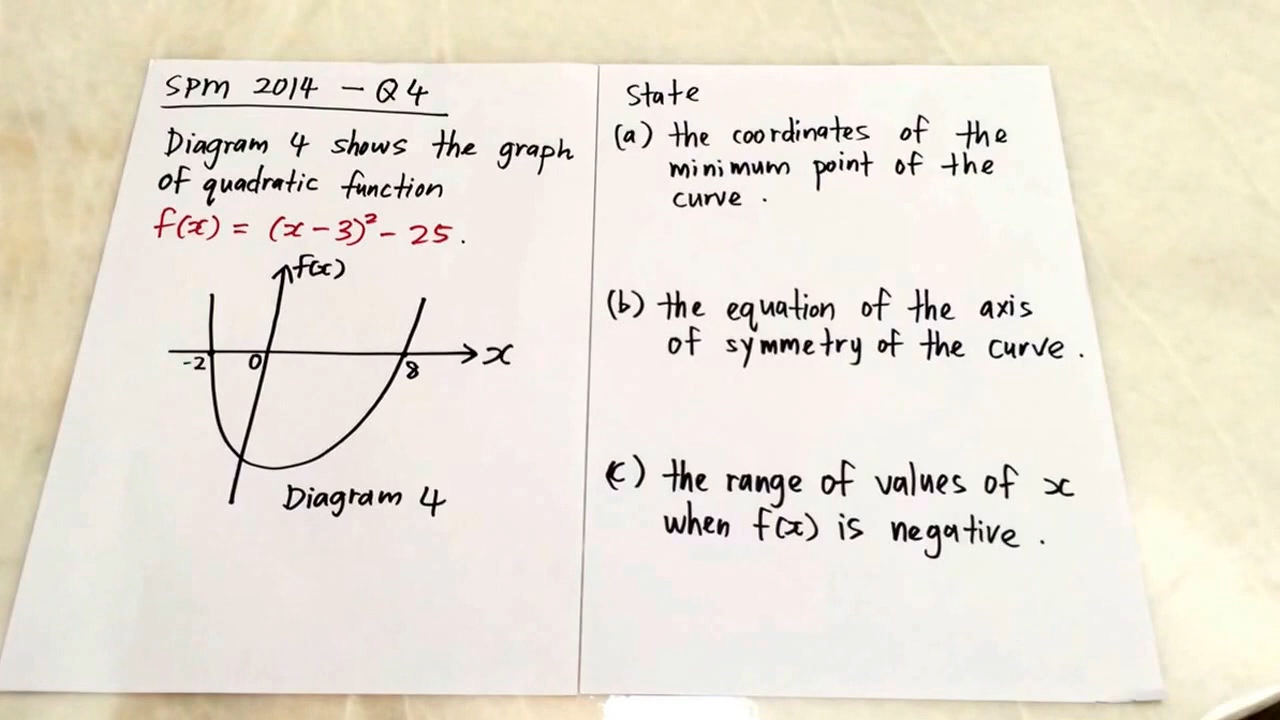 SPM 2014 - Q4
Diagram 4 shows the graph
of quadratic function
f(x) = (x-3)² - 25.
f(x)
-2 0 8 x
Diagram 4
State
(a) the coordinates of the
minimum point of the
curve.
(b) the equation of the axis
of symmetry of the curve.
(c) the range of values of x
when f(x) is negative.